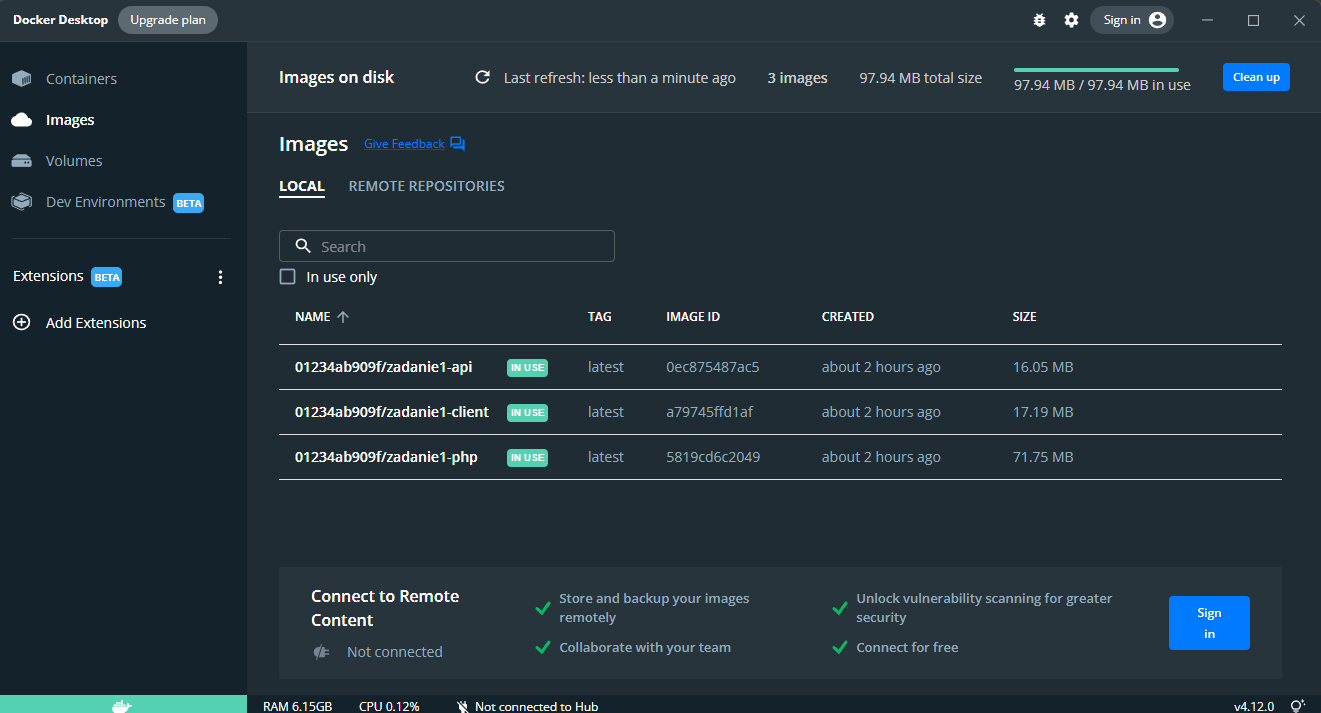 Docker Desktop Upgrade plan Sign in
Containers
Images
Volumes
Dev Environments BETA
Extensions BETA
Add Extensions
Images on disk Last refresh: less than a minute ago 3 images 97.94 MB total size 97.94 MB / 97.94 MB in use Clean up
Images Give Feedback
LOCAL REMOTE REPOSITORIES
Search
In use only
NAME TAG IMAGE ID CREATED SIZE
01234ab909f/zadanie1-api IN USE latest 0ec875487ac5 about 2 hours ago 16.05 MB
01234ab909f/zadanie1-client IN USE latest a79745ffd1af about 2 hours ago 17.19 MB
01234ab909f/zadanie1-php IN USE latest 5819cd6c2049 about 2 hours ago 71.75 MB
Connect to Remote
Content
Not connected
Store and backup your images
remotely
Collaborate with your team
Unlock vulnerability scanning for greater
security
Connect for free
Sign
in
RAM 6.15GB CPU 0.12% Not connected to Hub v4.12.0